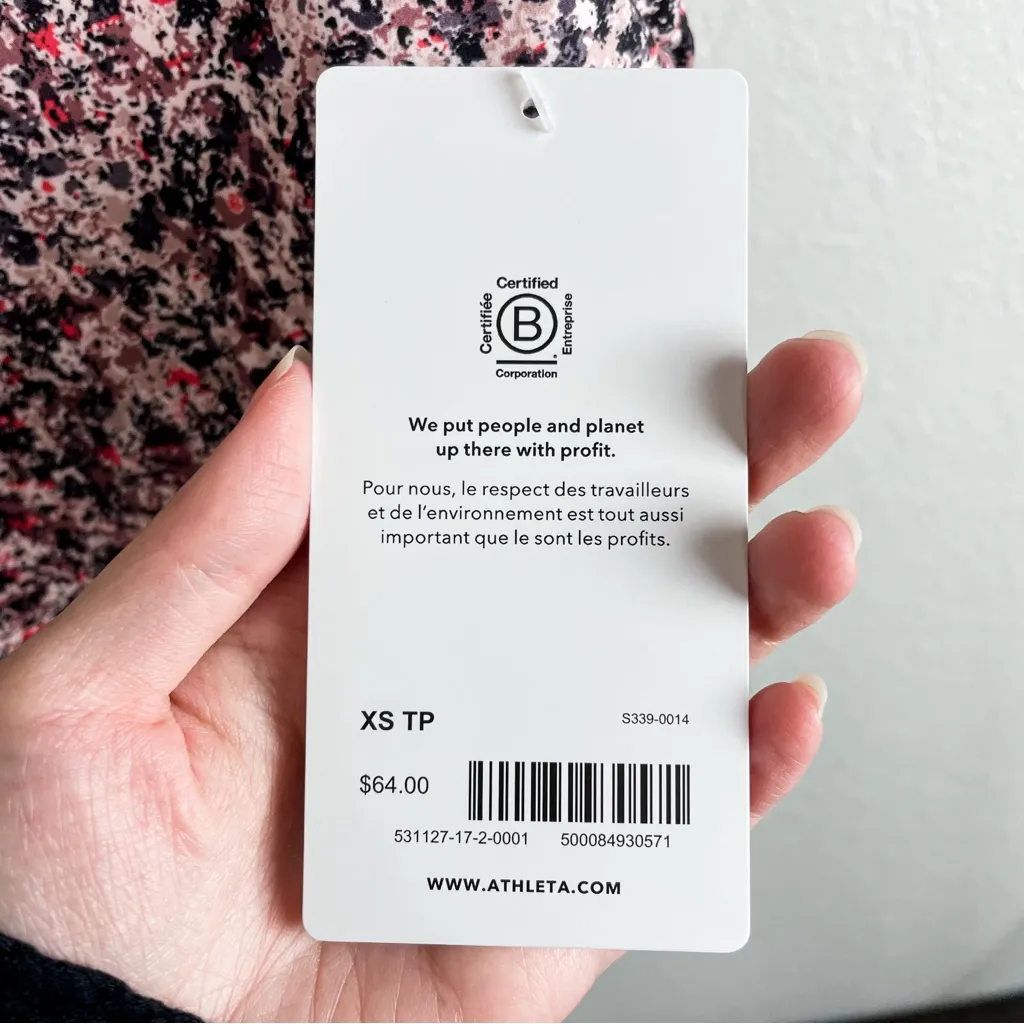 Certified
Certifiée
B
Entreprise
Corporation
We put people and planet
up there with profit.
Pour nous, le respect des travailleurs
et de l'environnement est tout aussi
important que le sont les profits.
XS TP
S339-0014
$64.00
531127-17-2-0001 500084930571
WWW.ATHLETA.COM